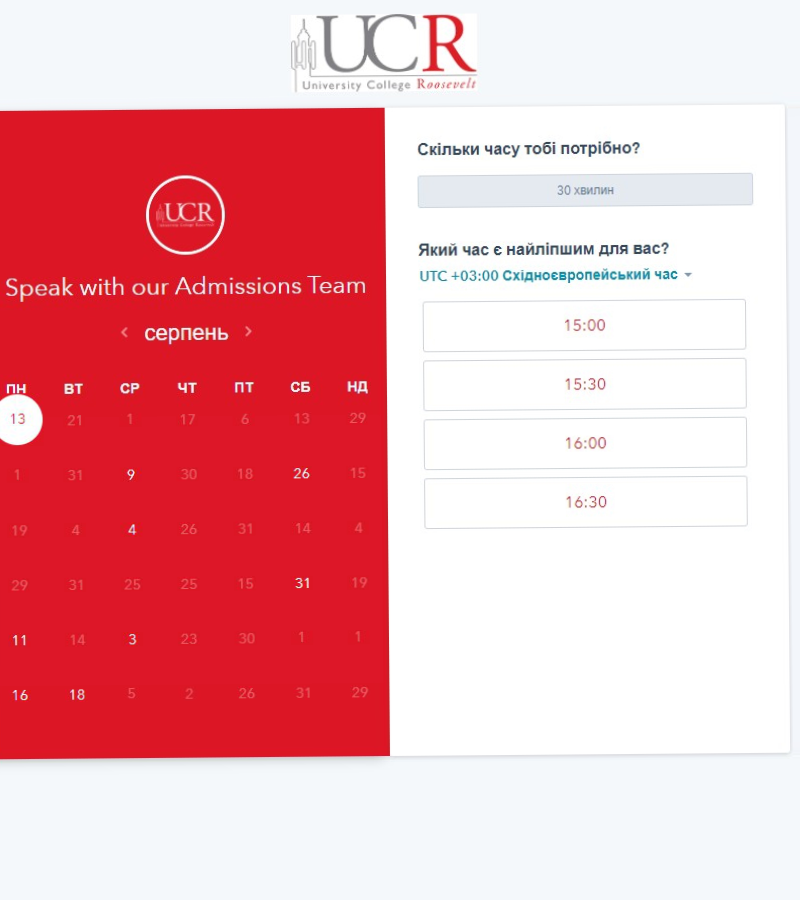 UCR
University College Roosevelt
UCR
University College Roosevelt
Speak with our Admissions Team
серпень
ПН ВТ СР ЧТ ПТ СБ НД
13 21 1 17 6 13 29
1 31 9 30 18 26 15
19 4 4 26 31 14 4
29 31 25 25 15 31 19
11 14 3 23 30 1 1
16 18 5 2 26 31 29
Скільки часу тобі потрібно?
30 хвилин
Який час є найліпшим для вас?
UTC +03:00 Східноєвропейський час
15:00
15:30
16:00
16:30